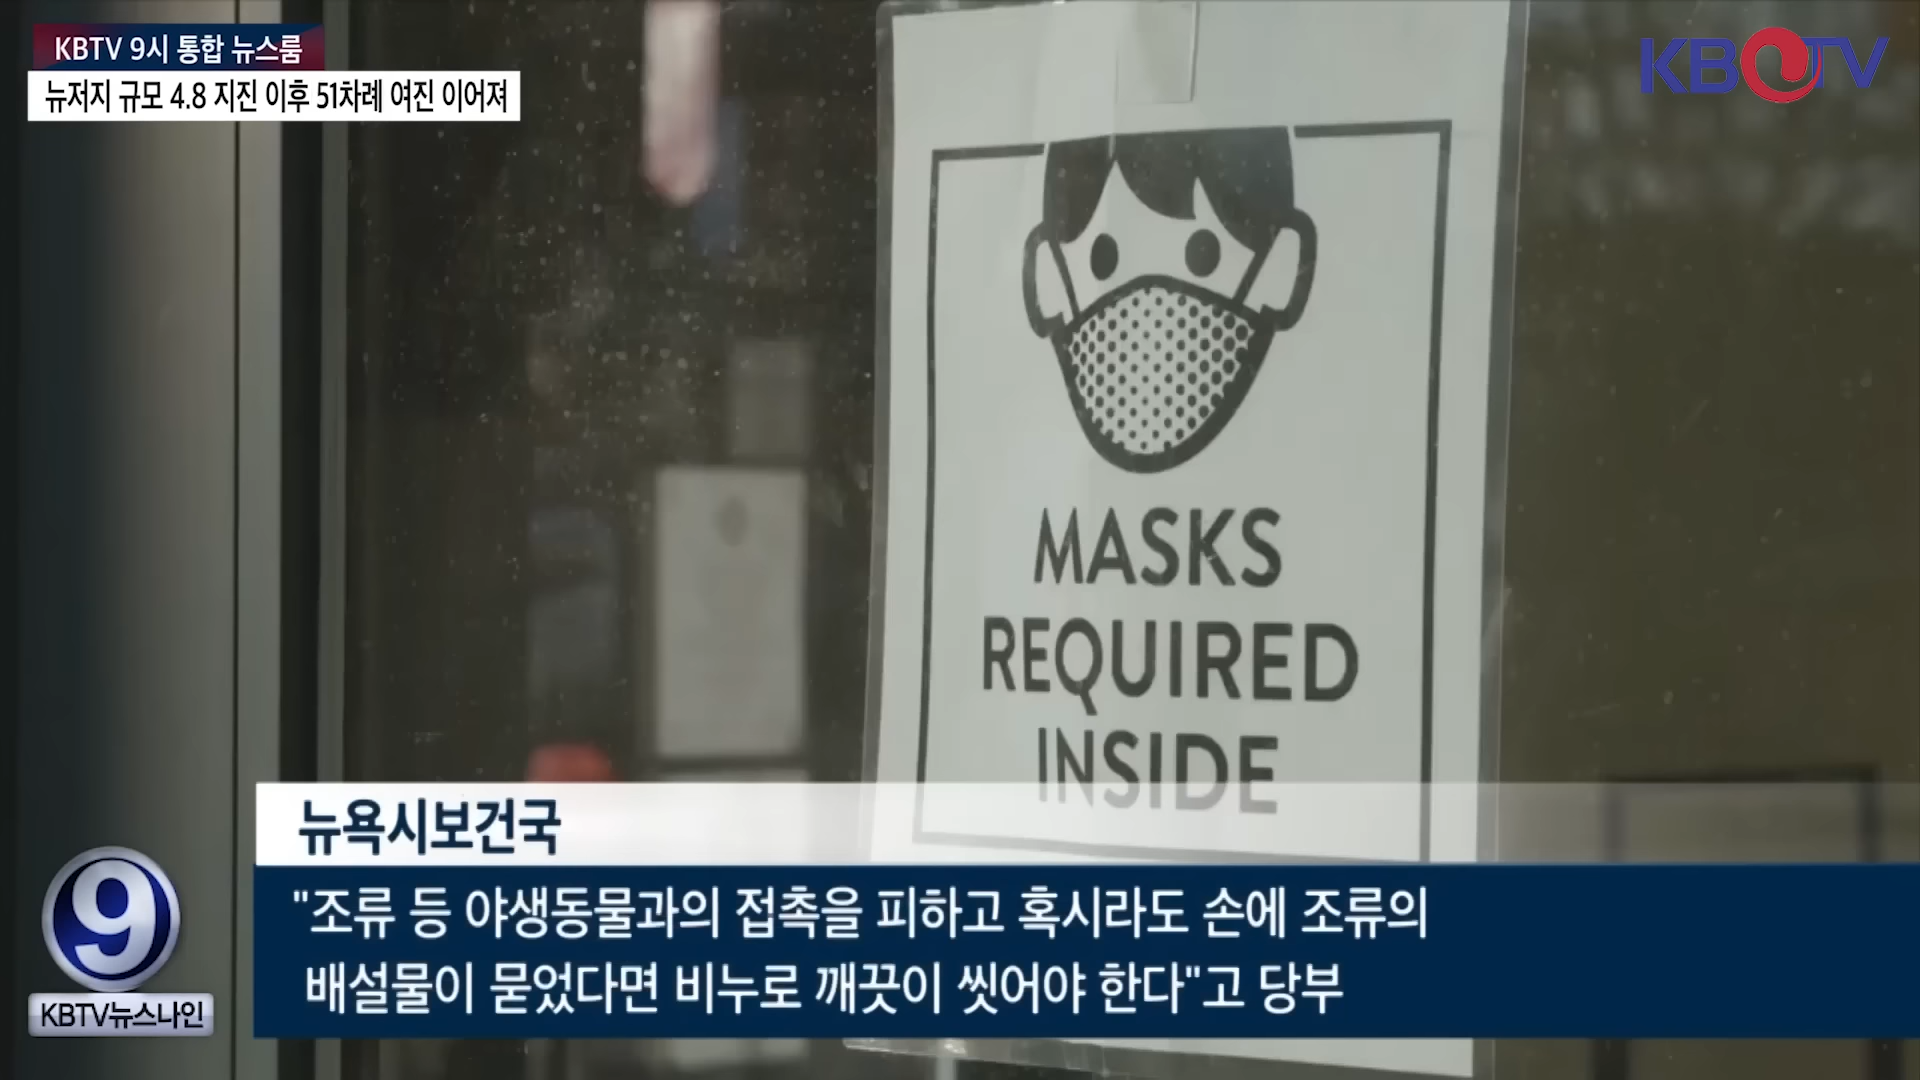 KBTV 9시 통합 뉴스룸
뉴저지 규모 4.8 지진 이후 51차례 여진 이어져
KBTV
MASKS
REQUIRED
INSIDE
뉴욕시보건국
"조류 등 야생동물과의 접촉을 피하고 혹시라도 손에 조류의
배설물이 묻었다면 비누로 깨끗이 씻어야 한다"고 당부
9
KBTV뉴스나인